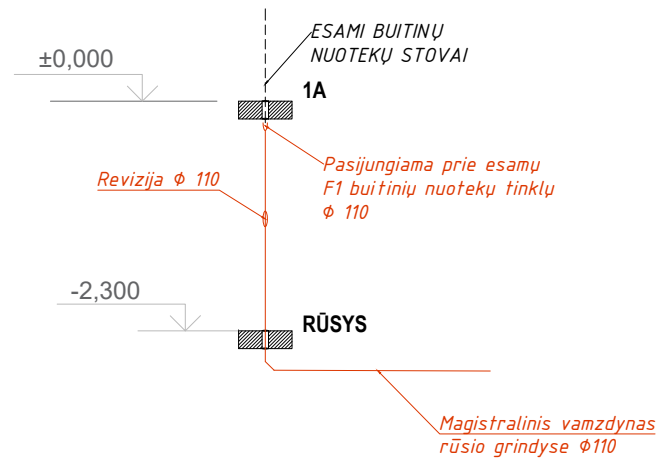 ESAMI BUITINŲ
NUOTEKŲ STOVAI
±0,000
1A
Revizija ϕ 110
Pasijungiama prie esamų
F1 buitinių nuotekų tinklų
ϕ 110
-2,300
RŪSYS
Magistralinis vamzdynas
rūsio grindyse ϕ110